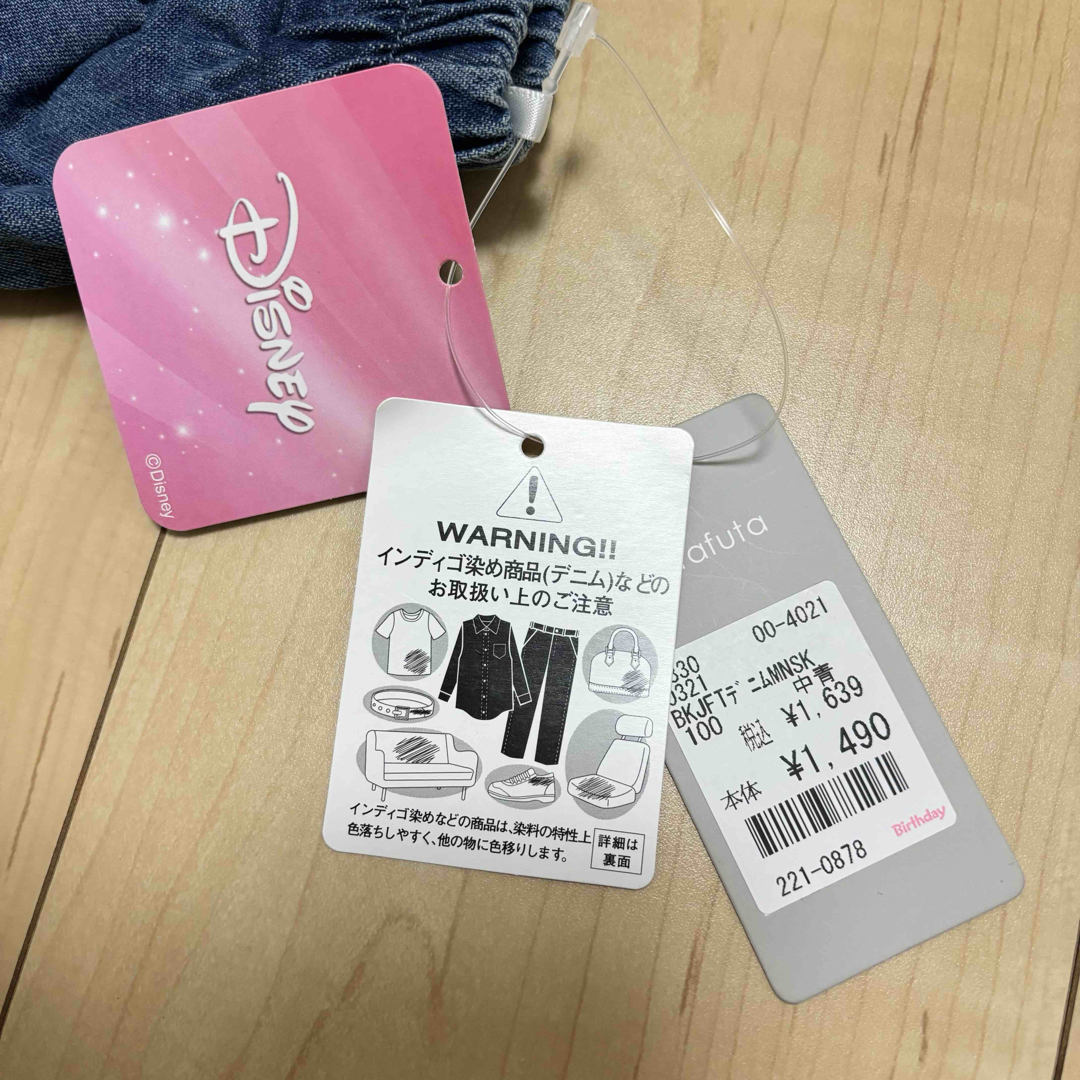 Disney
©Disney
WARNING!!
インディゴ染め商品(デニム)などの
お取扱い上のご注意
インディゴ染めなどの商品は、染料の特性上
色落ちしやすく、他の物に色移りします。
詳細は
裏面
afuta
00-4021
330
0321
BKJFTデニムMNSK
100
中青
税込 ¥1,639
本体 ¥1,490
Birthday
221-0878